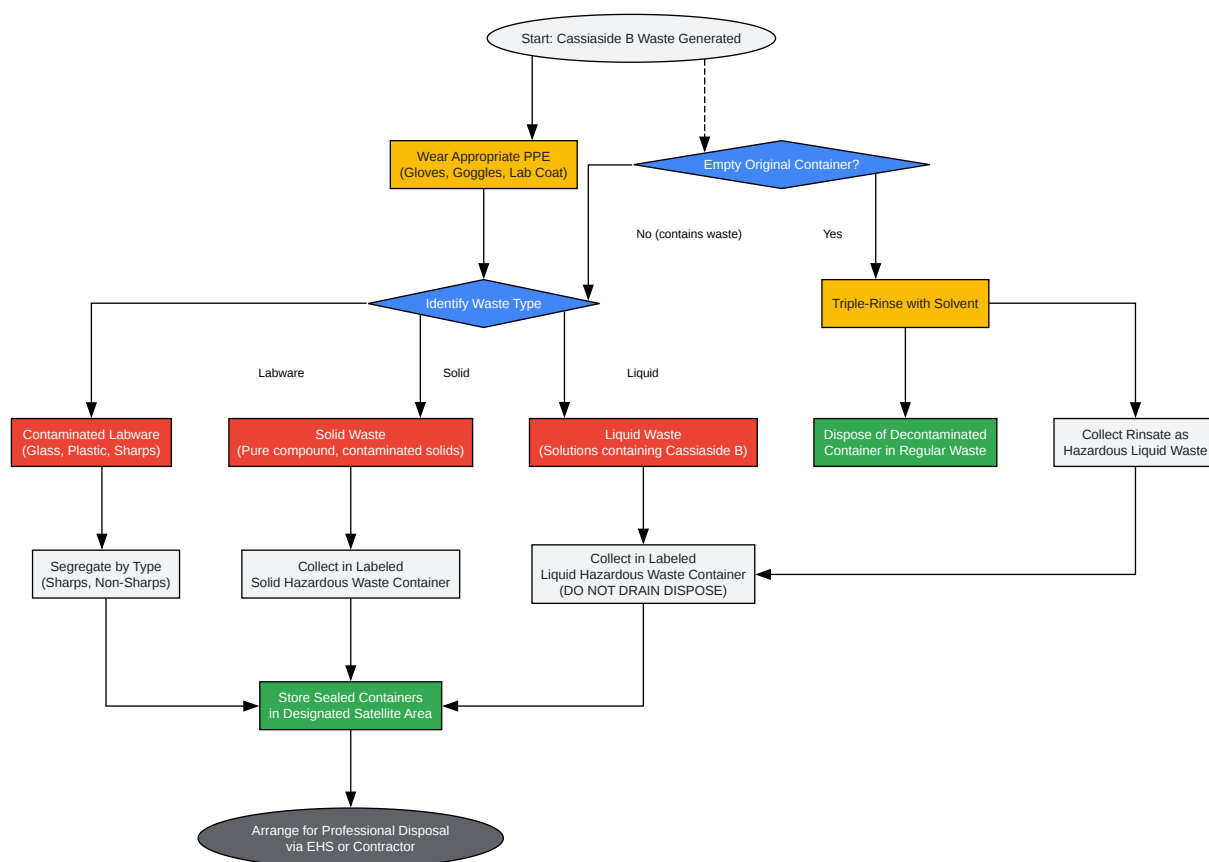 Start: Cassiaside B Waste Generated
Wear Appropriate PPE
(Gloves, Goggles, Lab Coat)
Empty Original Container?
No (contains waste)
Yes
Identify Waste Type
Triple-Rinse with Solvent
Labware
Solid
Liquid
Contaminated Labware
(Glass, Plastic, Sharps)
Solid Waste
(Pure compound, contaminated solids)
Liquid Waste
(Solutions containing Cassiaside B)
Dispose of Decontaminated
Container in Regular Waste
Collect Rinsate as
Hazardous Liquid Waste
Segregate by Type
(Sharps, Non-Sharps)
Collect in Labeled
Solid Hazardous Waste Container
Collect in Labeled
Liquid Hazardous Waste Container
(DO NOT DRAIN DISPOSE)
Store Sealed Containers
in Designated Satellite Area
Arrange for Professional Disposal
via EHS or Contractor